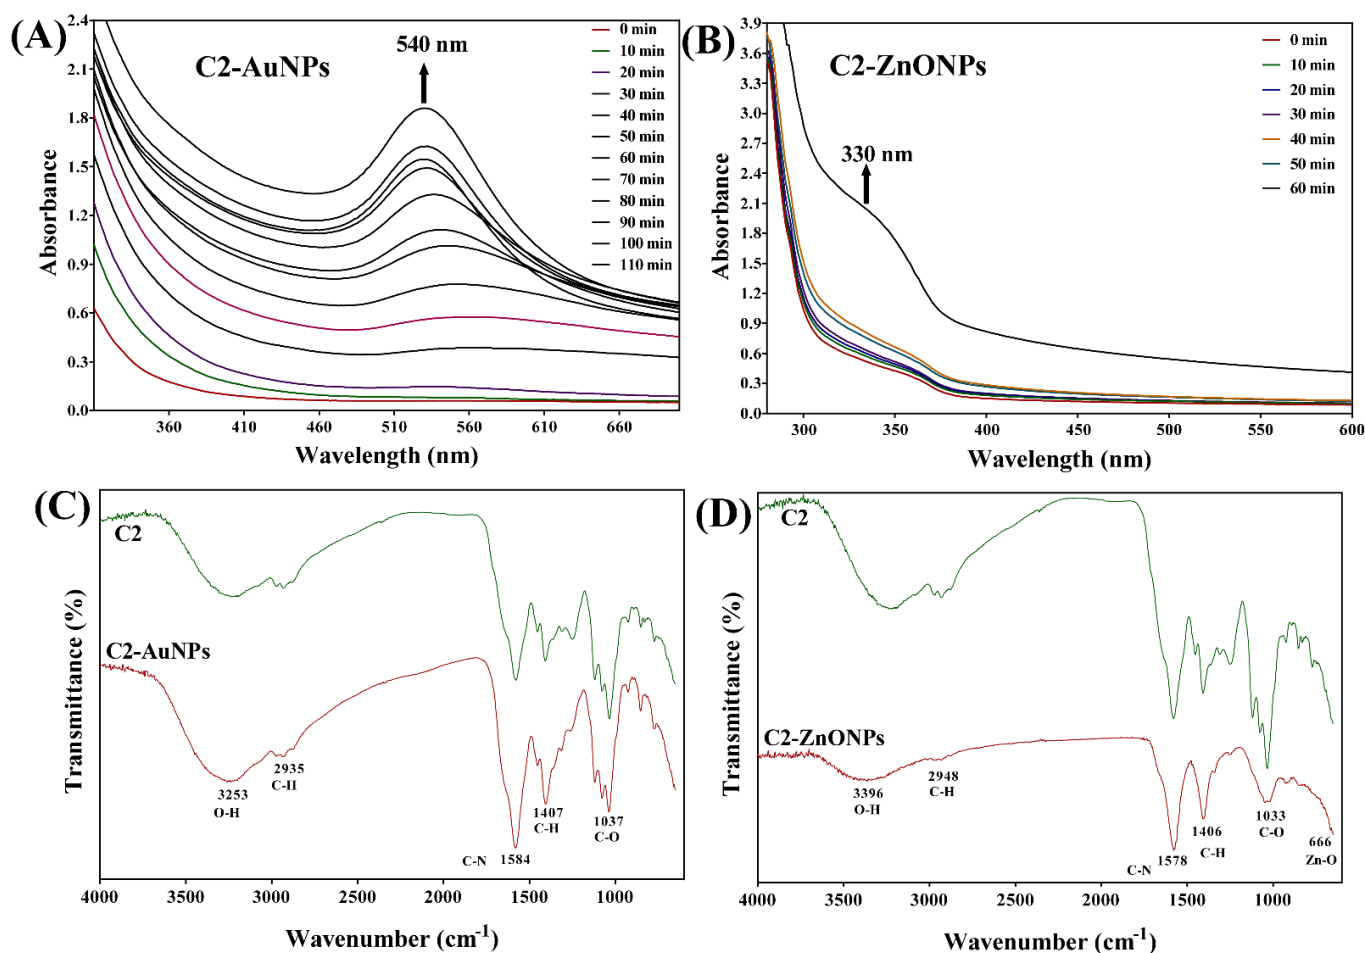 (A)
C2-AuNPs
540 nm
0 min
10 min
20 min
30 min
40 min
50 min
60 min
70 min
80 min
90 min
100 min
110 min
Absorbance
2.4
2.1
1.8
1.5
1.2
0.9
0.6
0.3
0.0
360
410
460
510
560
610
660
Wavelength (nm)
(B)
C2-ZnONPs
330 nm
0 min
10 min
20 min
30 min
40 min
50 min
60 min
Absorbance
3.9
3.6
3.3
3.0
2.7
2.4
2.1
1.8
1.5
1.2
0.9
0.6
0.3
0.0
300
350
400
450
500
550
600
Wavelength (nm)
(C)
C2
C2-AuNPs
Transmittance (%)
3253
O-H
2935
C-H
C-N
1584
1407
C-H
1037
C-O
4000
3000
2000
1500
1000
Wavenumber (cm⁻¹)
(D)
C2
C2-ZnONPs
Transmittance (%)
3396
O-H
2948
C-H
C-N
1578
1406
C-H
1033
C-O
666
Zn-O
4000
3000
2000
1500
1000
Wavenumber (cm⁻¹)